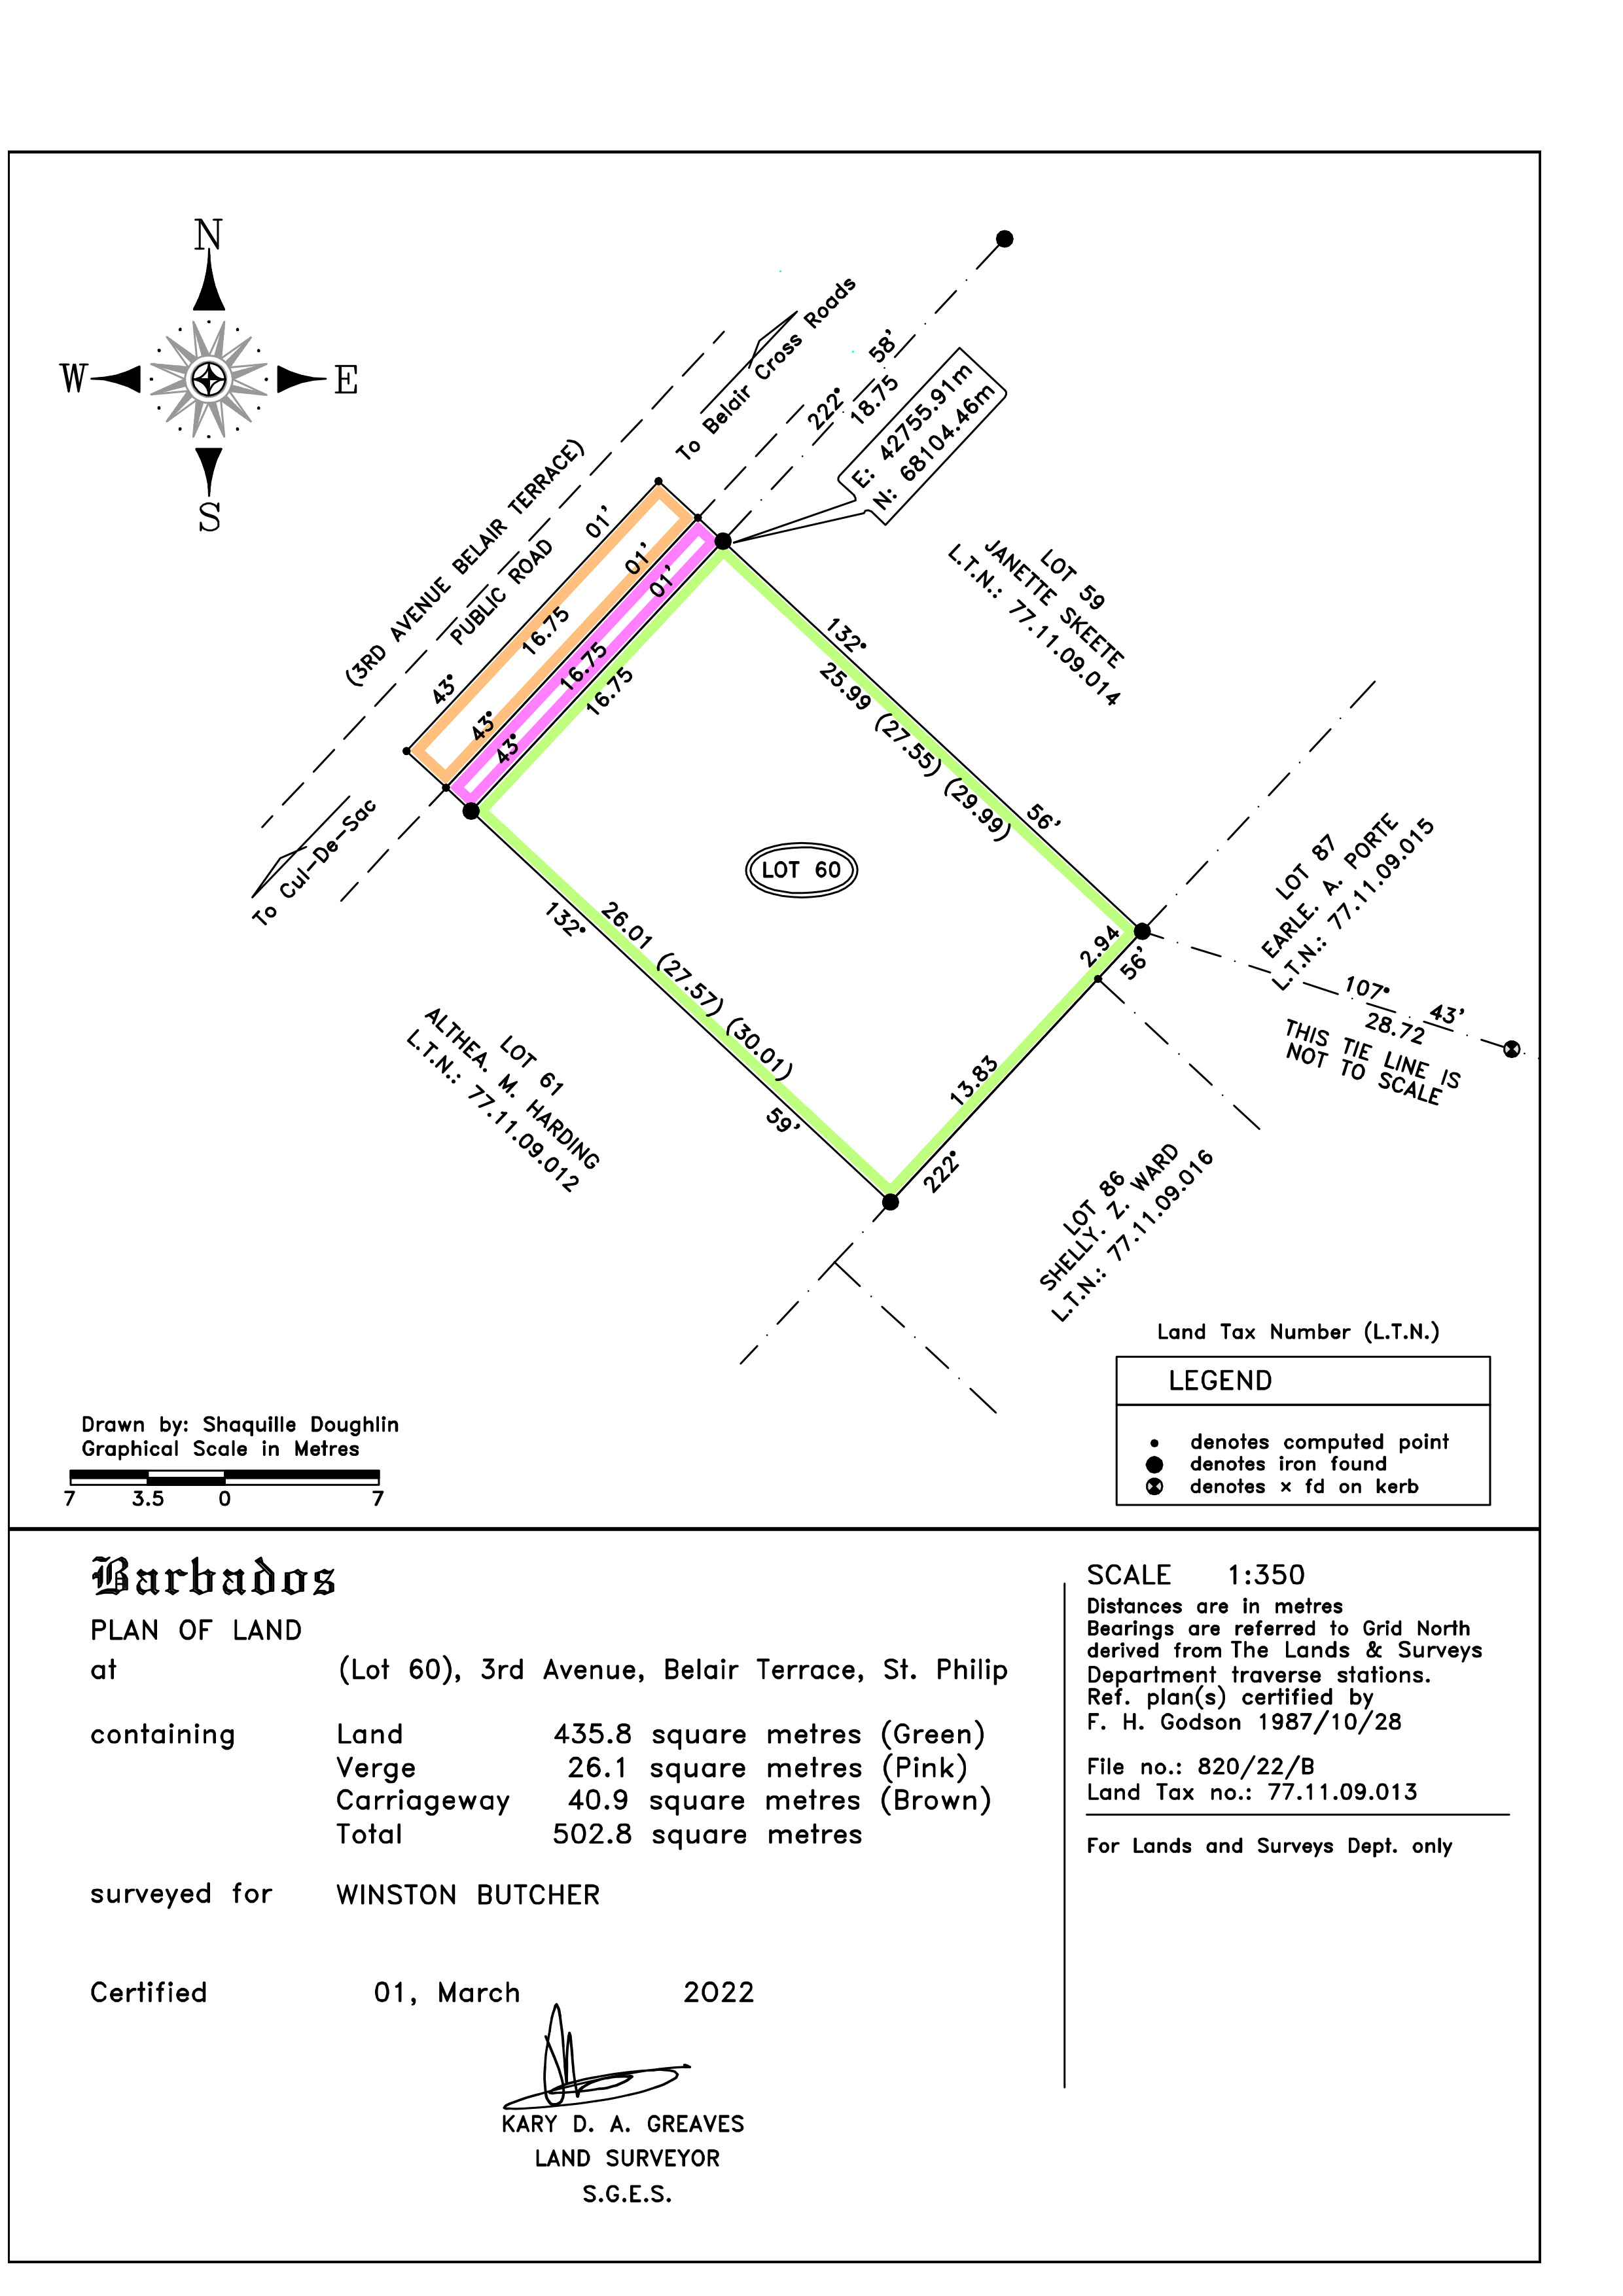 N
W
E
S
(3RD AVENUE BELAIR TERRACE)
PUBLIC ROAD
To Belair Cross Roads
To Cul-De-Sac
222° 58'
18.75
E: 42755.91m
N: 68104.46m
43° 01'
16.75
43° 01'
16.75
43° 01'
16.75
LOT 59
JANETTE SKEETE
L.T.N.: 77.11.09.014
132° 56'
25.99 (27.55) (29.99)
LOT 60
LOT 87
EARLE. A. PORTE
L.T.N.: 77.11.09.015
2.94
13.83
222° 56'
107° 43'
28.72
THIS TIE LINE IS
NOT TO SCALE
26.01 (27.57) (30.01)
132° 59'
LOT 61
ALTHEA. M. HARDING
L.T.N.: 77.11.09.012
LOT 86
SHELLY. Z. WARD
L.T.N.: 77.11.09.016
Land Tax Number (L.T.N.)
LEGEND
denotes computed point
denotes iron found
denotes × fd on kerb
Drawn by: Shaquille Doughlin
Graphical Scale in Metres
7 3.5 0 7
Barbados
PLAN OF LAND
at (Lot 60), 3rd Avenue, Belair Terrace, St. Philip
containing Land 435.8 square metres (Green)
Verge 26.1 square metres (Pink)
Carriageway 40.9 square metres (Brown)
Total 502.8 square metres
surveyed for WINSTON BUTCHER
Certified 01, March 2022
KARY D. A. GREAVES
LAND SURVEYOR
S.G.E.S.
SCALE 1:350
Distances are in metres
Bearings are referred to Grid North
derived from The Lands & Surveys
Department traverse stations.
Ref. plan(s) certified by
F. H. Godson 1987/10/28
File no.: 820/22/B
Land Tax no.: 77.11.09.013
For Lands and Surveys Dept. only